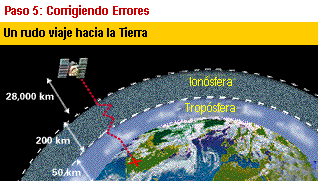 Paso 5: Corrigiendo Errores
Un rudo viaje hacia la Tierra
Ionósfera
Tropósfera
28,000 km
200 km
50 km